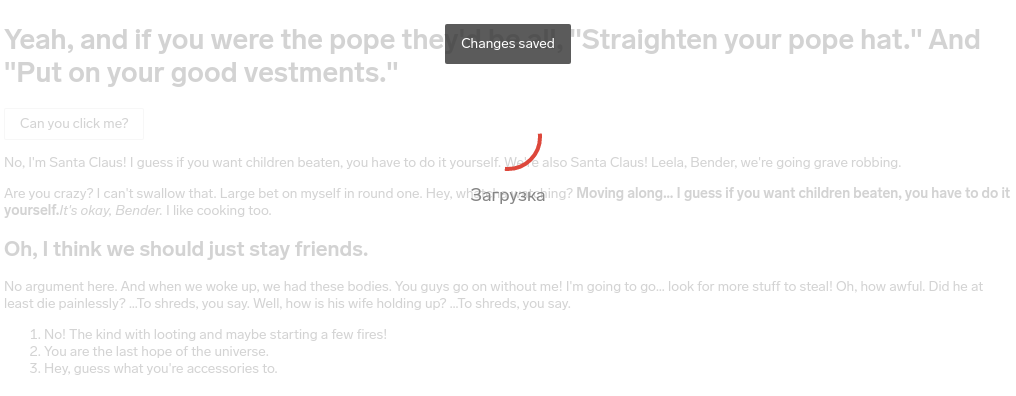 Changes saved
Yeah, and if you were the pope they'd be all, "Straighten your pope hat." And
"Put on your good vestments."
Can you click me?
No, I'm Santa Claus! I guess if you want children beaten, you have to do it yourself. We're also Santa Claus! Leela, Bender, we're going grave robbing.
Are you crazy? I can't swallow that. Large bet on myself in round one. Hey, watching? Moving along... I guess if you want children beaten, you have to do it
yourself.It's okay, Bender. I like cooking too.
Загрузка
Oh, I think we should just stay friends.
No argument here. And when we woke up, we had these bodies. You guys go on without me! I'm going to go... look for more stuff to steal! Oh, how awful. Did he at
least die painlessly? ...To shreds, you say. Well, how is his wife holding up? ...To shreds, you say.
1. No! The kind with looting and maybe starting a few fires!
2. You are the last hope of the universe.
3. Hey, guess what you're accessories to.